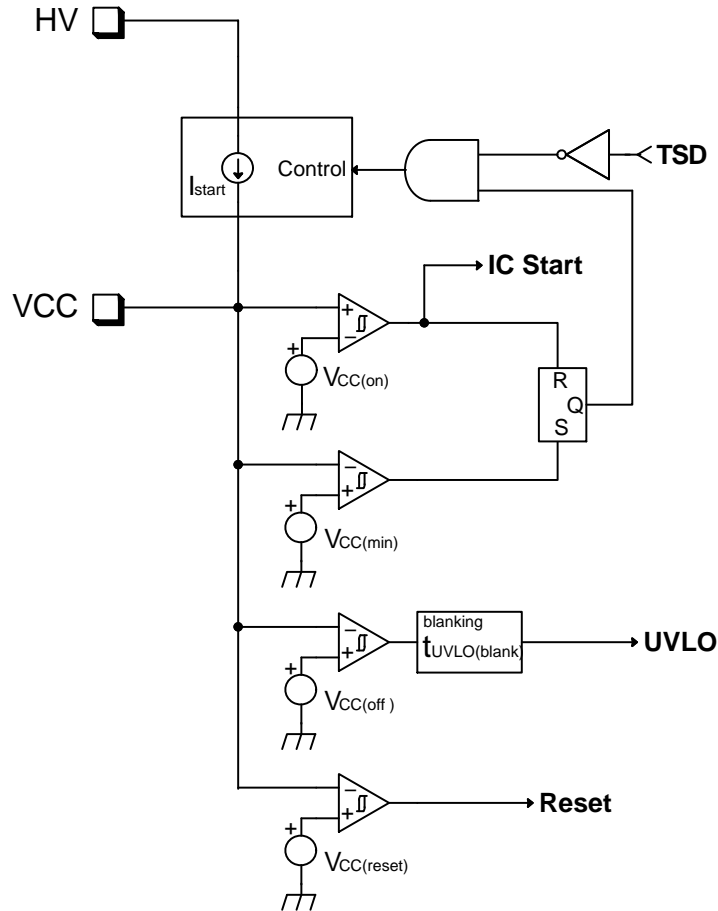 HV
TSD
Control
Istart
IC Start
VCC
+
−
+
VCC(on)
R
Q
S
−
+
+
VCC(min)
blanking
tUVLO(blank)
UVLO
−
+
+
VCC(off )
Reset
−
+
+
VCC(reset)